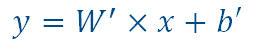 y = W′ × x + b′